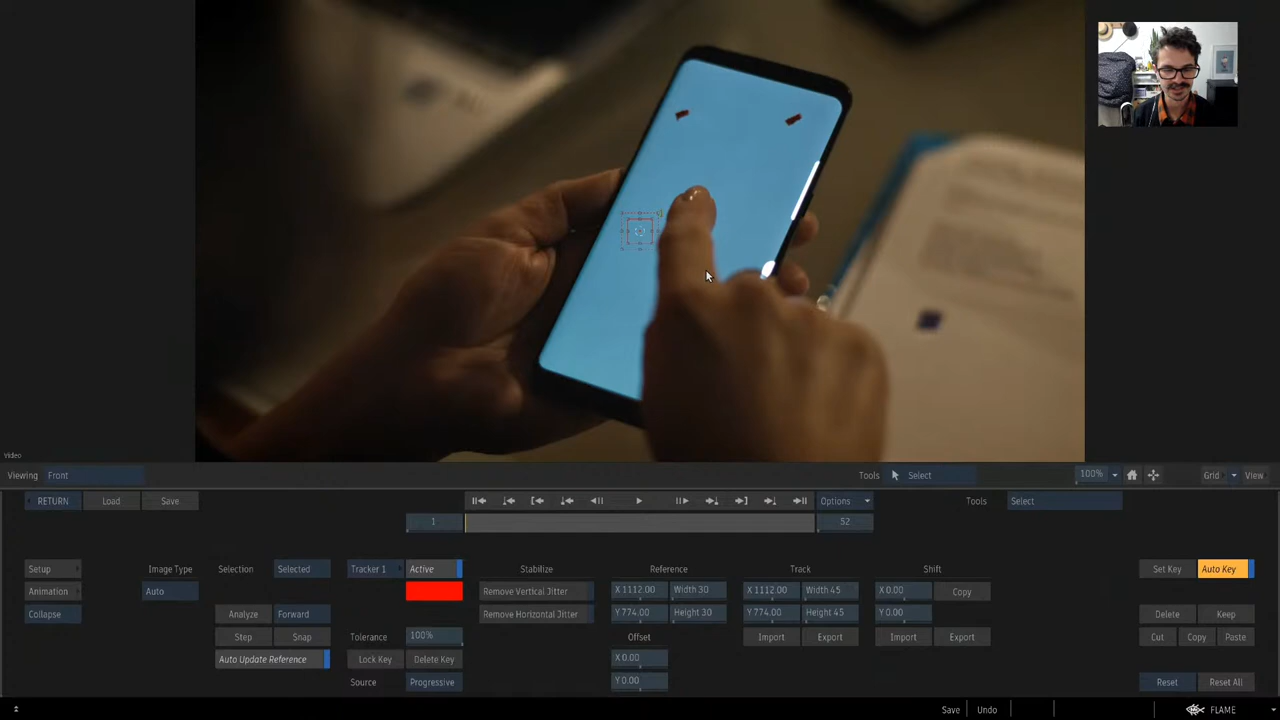 Video
Viewing Front Tools Select 100% Grid View
RETURN Load Save Options Tools Select
1 52
Setup Image Type Selection Selected Tracker 1 Active Stabilize Reference Track Shift Set Key Auto Key
Animation Auto Remove Vertical Jitter X 1112.00 Width 30 X 1112.00 Width 45 X 0.00 Copy
Collapse Analyze Forward Remove Horizontal Jitter Y 774.00 Height 30 Y 774.00 Height 45 Y 0.00 Delete Keep
Step Snap Tolerance 100% Offset Import Export Import Export Cut Copy Paste
Auto Update Reference Lock Key Delete Key X 0.00
Source Progressive Y 0.00 Reset Reset All
Save Undo FLAME